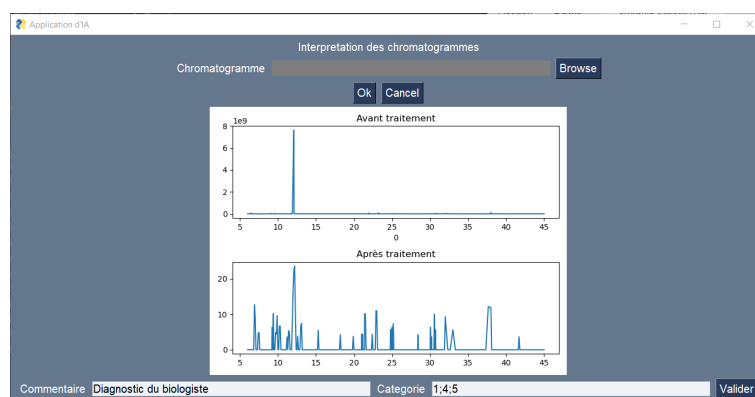 Application d'IA
Interpretation des chromatogrammes
Chromatogramme Browse
Ok Cancel
Avant traitement
1e9
8
6
4
2
0
5 10 15 20 25 30 35 40 45
0
Après traitement
20
10
0
5 10 15 20 25 30 35 40 45
Commentaire Diagnostic du biologiste Categorie 1;4;5 Valider